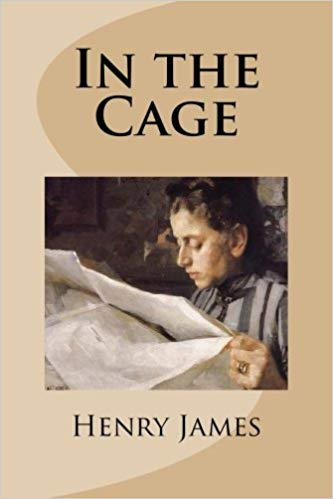 In the
Cage
Henry James